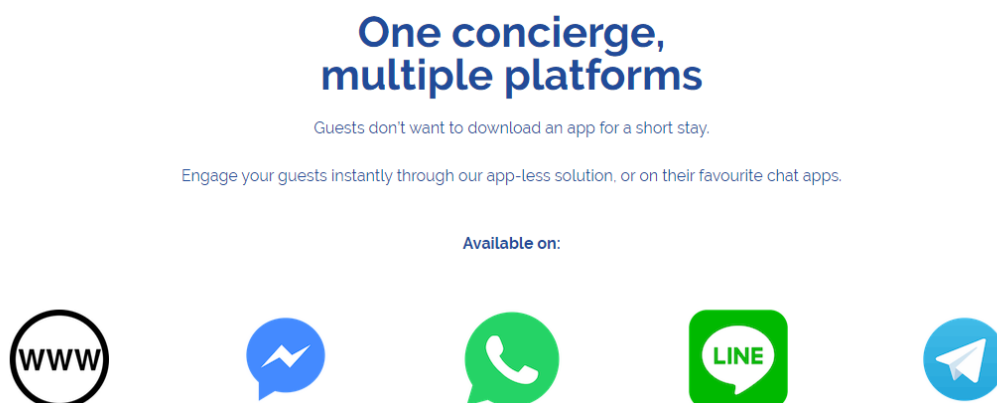 One concierge,
multiple platforms
Guests don't want to download an app for a short stay.
Engage your guests instantly through our app-less solution, or on their favourite chat apps.
Available on:
WWW
LINE